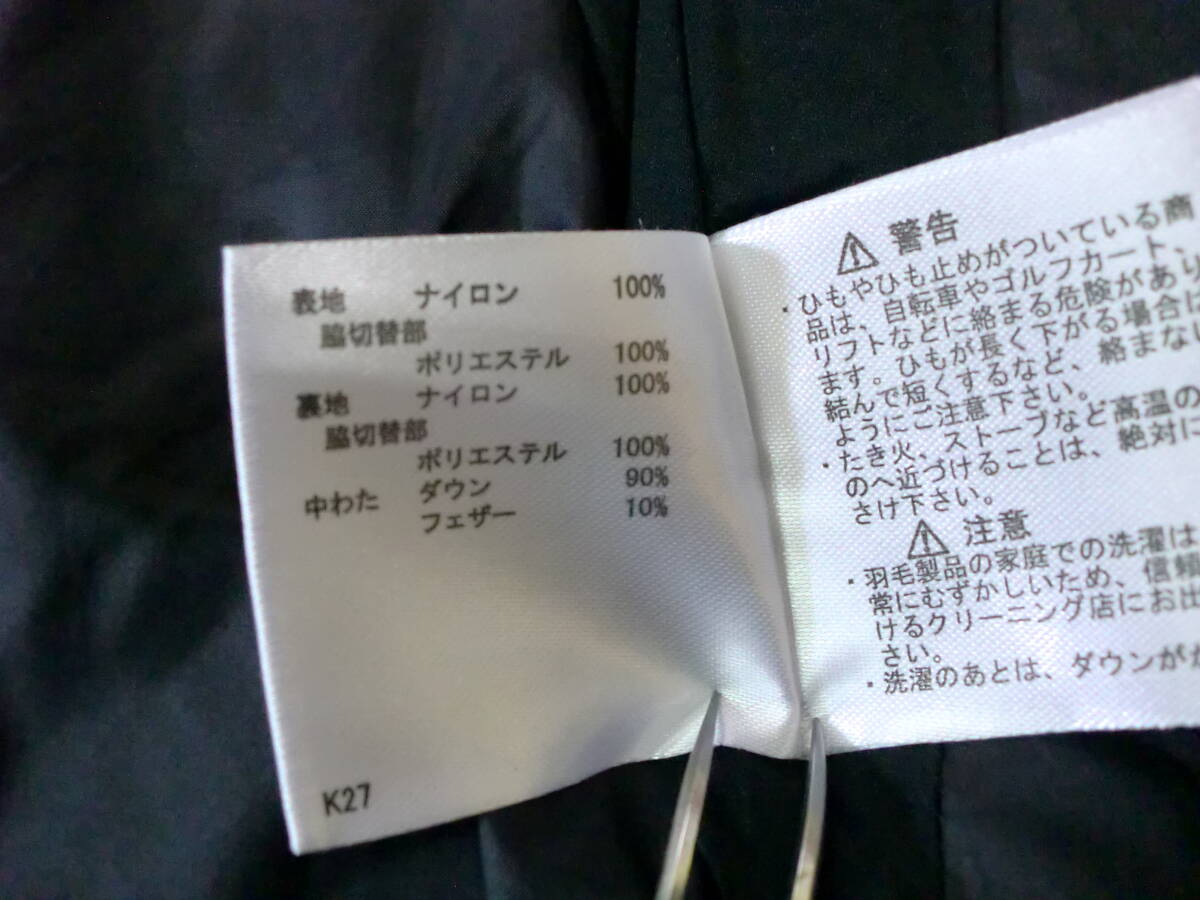 表地 ナイロン 100%
脇切替部
ポリエステル 100%
裏地 ナイロン 100%
脇切替部
ポリエステル 100%
中わた ダウン 90%
フェザー 10%
K27
⚠ 警告
・ひもやひも止めがついている商
品は、自転車やゴルフカート、
リフトなどに絡まる危険があり
ます。ひもが長く下がる場合は
結んで短くするなど、絡まない
ようにご注意下さい。
・たき火、ストーブなど高温の
のへ近づけることは、絶対に
さけ下さい。
⚠ 注意
・羽毛製品の家庭での洗濯は
常にむずかしいため、信頼
けるクリーニング店にお出
さい。
・洗濯のあとは、ダウンが